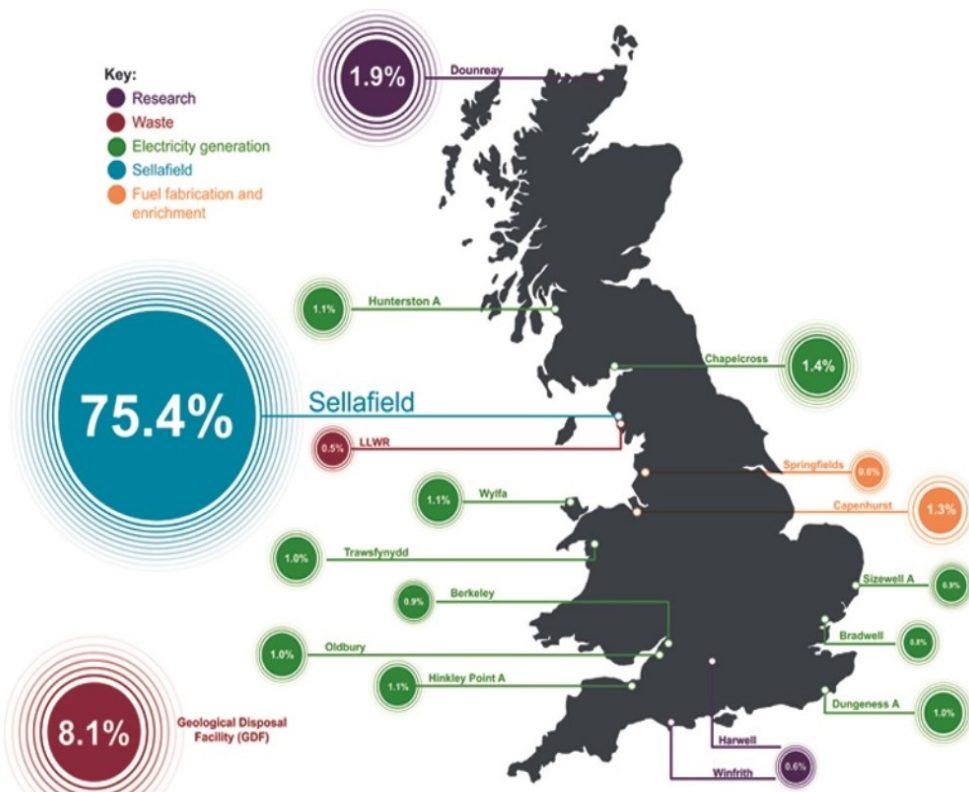 1.9%
Dounreay
Key:
Research
Waste
Electricity generation
Sellafield
Fuel fabrication and
enrichment
1.1%
Hunterston A
Chapelcross
1.4%
75.4%
Sellafield
0.5%
LLWR
Springfields
0.6%
1.1%
Wylfa
Capenhurst
1.3%
1.0%
Trawsfynydd
Sizewell A
0.9%
0.9%
Berkeley
Bradwell
0.8%
1.0%
Oldbury
1.1%
Hinkley Point A
Dungeness A
1.0%
8.1%
Geological Disposal
Facility (GDF)
Harwell
0.6%
Winfrith